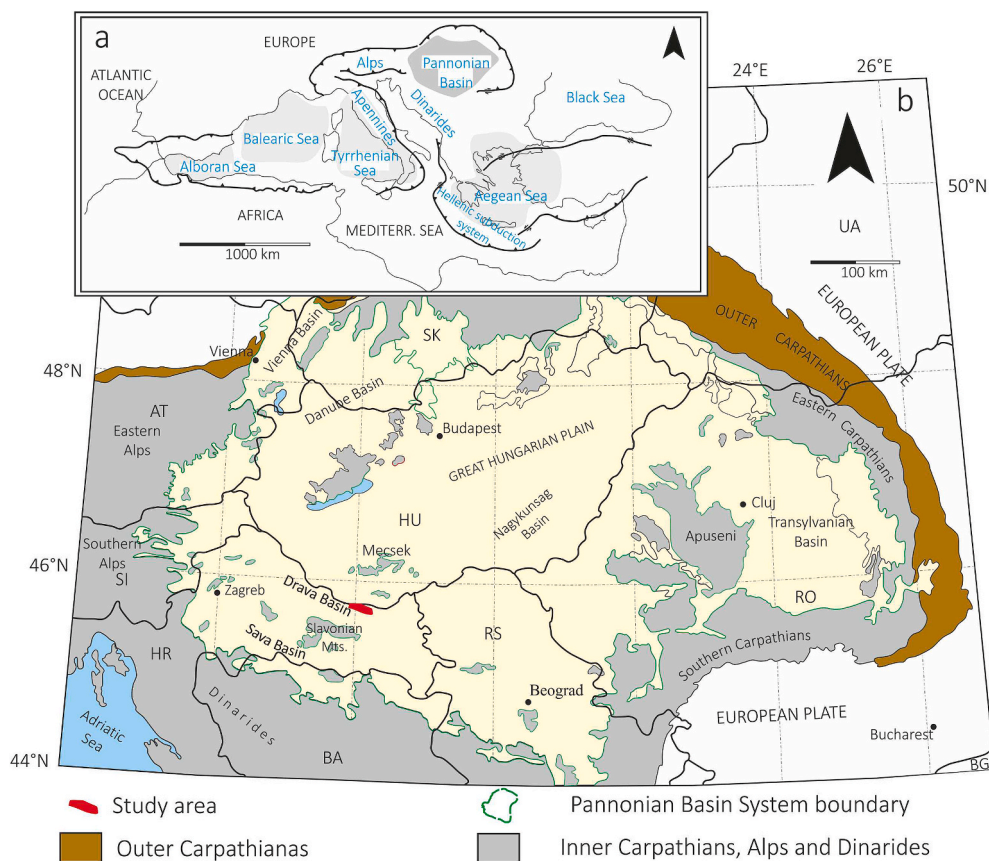 a
EUROPE
ATLANTIC
OCEAN
Alps
Pannonian
Basin
Black Sea
Apennines
Dinarides
Balearic Sea
Tyrrhenian
Sea
Alboran Sea
Aegean Sea
Hellenic subduction
system
AFRICA
MEDITERR. SEA
1000 km
24°E
26°E
b
50°N
UA
100 km
EUROPEAN PLATE
OUTER CARPATHIANS
Eastern
Carpathians
Vienna
Vienna Basin
SK
48°N
Danube Basin
Budapest
AT
Eastern
Alps
GREAT HUNGARIAN PLAIN
HU
Nagykunsag
Basin
Cluj
Transylvanian
Basin
Apuseni
Southern
Alps
SI
46°N
Mecsek
Zagreb
Drava Basin
Slavonian
Mts.
Sava Basin
RS
RO
Southern Carpathians
HR
Dinarides
Adriatic
Sea
Beograd
EUROPEAN PLATE
Bucharest
BA
44°N
BG
Study area
Pannonian Basin System boundary
Outer Carpathianas
Inner Carpathians, Alps and Dinarides